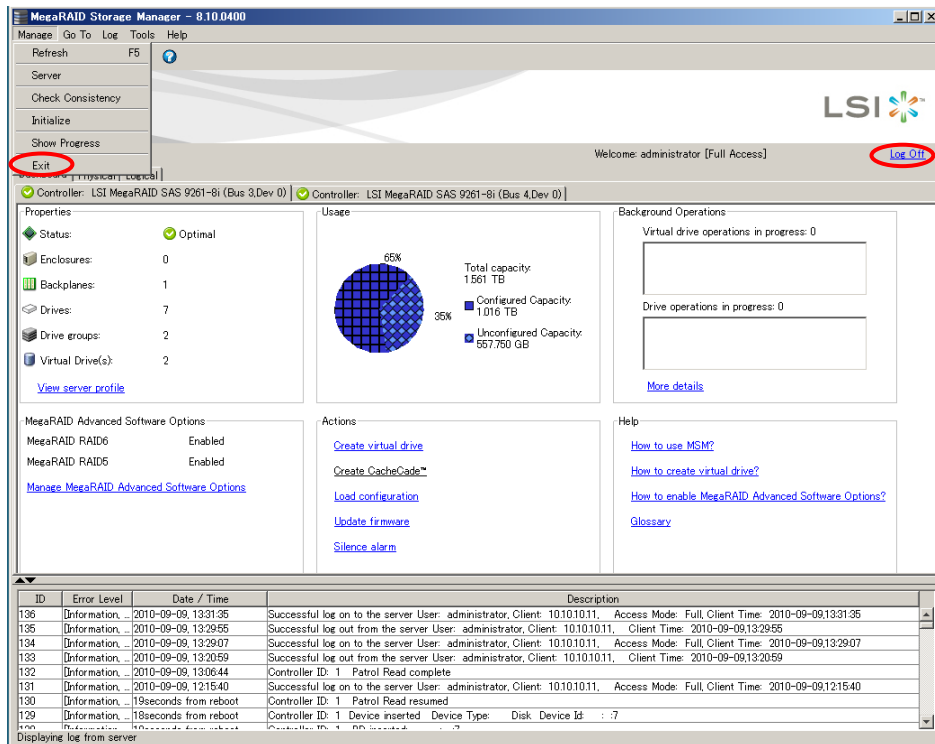 MegaRAID Storage Manager - 8.10.0400
Manage Go To Log Tools Help
Refresh F5
Server
Check Consistency
Initialize
Show Progress
Exit
LSI
Welcome: administrator [Full Access]
Log Off
Dashboard Physical Logical
Controller: LSI MegaRAID SAS 9261-8i (Bus 3,Dev 0)
Controller: LSI MegaRAID SAS 9261-8i (Bus 4,Dev 0)
Properties
Status: Optimal
Enclosures: 0
Backplanes: 1
Drives: 7
Drive groups: 2
Virtual Drive(s): 2
View server profile
Usage
65%
35%
Total capacity:
1.561 TB
Configured Capacity:
1.016 TB
Unconfigured Capacity:
557.750 GB
Background Operations
Virtual drive operations in progress: 0
Drive operations in progress: 0
More details
MegaRAID Advanced Software Options
MegaRAID RAID6 Enabled
MegaRAID RAID5 Enabled
Manage MegaRAID Advanced Software Options
Actions
Create virtual drive
Create CacheCade™
Load configuration
Update firmware
Silence alarm
Help
How to use MSM?
How to create virtual drive?
How to enable MegaRAID Advanced Software Options?
Glossary
ID Error Level Date / Time Description
136 [Information, ... 2010-09-09, 13:31:35 Successful log on to the server User: administrator, Client: 10.10.10.11, Access Mode: Full, Client Time: 2010-09-09,13:31:35
135 [Information, ... 2010-09-09, 13:29:55 Successful log out from the server User: administrator, Client: 10.10.10.11, Client Time: 2010-09-09,13:29:55
134 [Information, ... 2010-09-09, 13:29:07 Successful log on to the server User: administrator, Client: 10.10.10.11, Access Mode: Full, Client Time: 2010-09-09,13:29:07
133 [Information, ... 2010-09-09, 13:20:59 Successful log out from the server User: administrator, Client: 10.10.10.11, Client Time: 2010-09-09,13:20:59
132 [Information, ... 2010-09-09, 13:06:44 Controller ID: 1 Patrol Read complete
131 [Information, ... 2010-09-09, 12:15:40 Successful log on to the server User: administrator, Client: 10.10.10.11, Access Mode: Full, Client Time: 2010-09-09,12:15:40
130 [Information, ... 19seconds from reboot Controller ID: 1 Patrol Read resumed
129 [Information, ... 18seconds from reboot Controller ID: 1 Device inserted Device Type: Disk Device Id: : :7
Displaying log from server